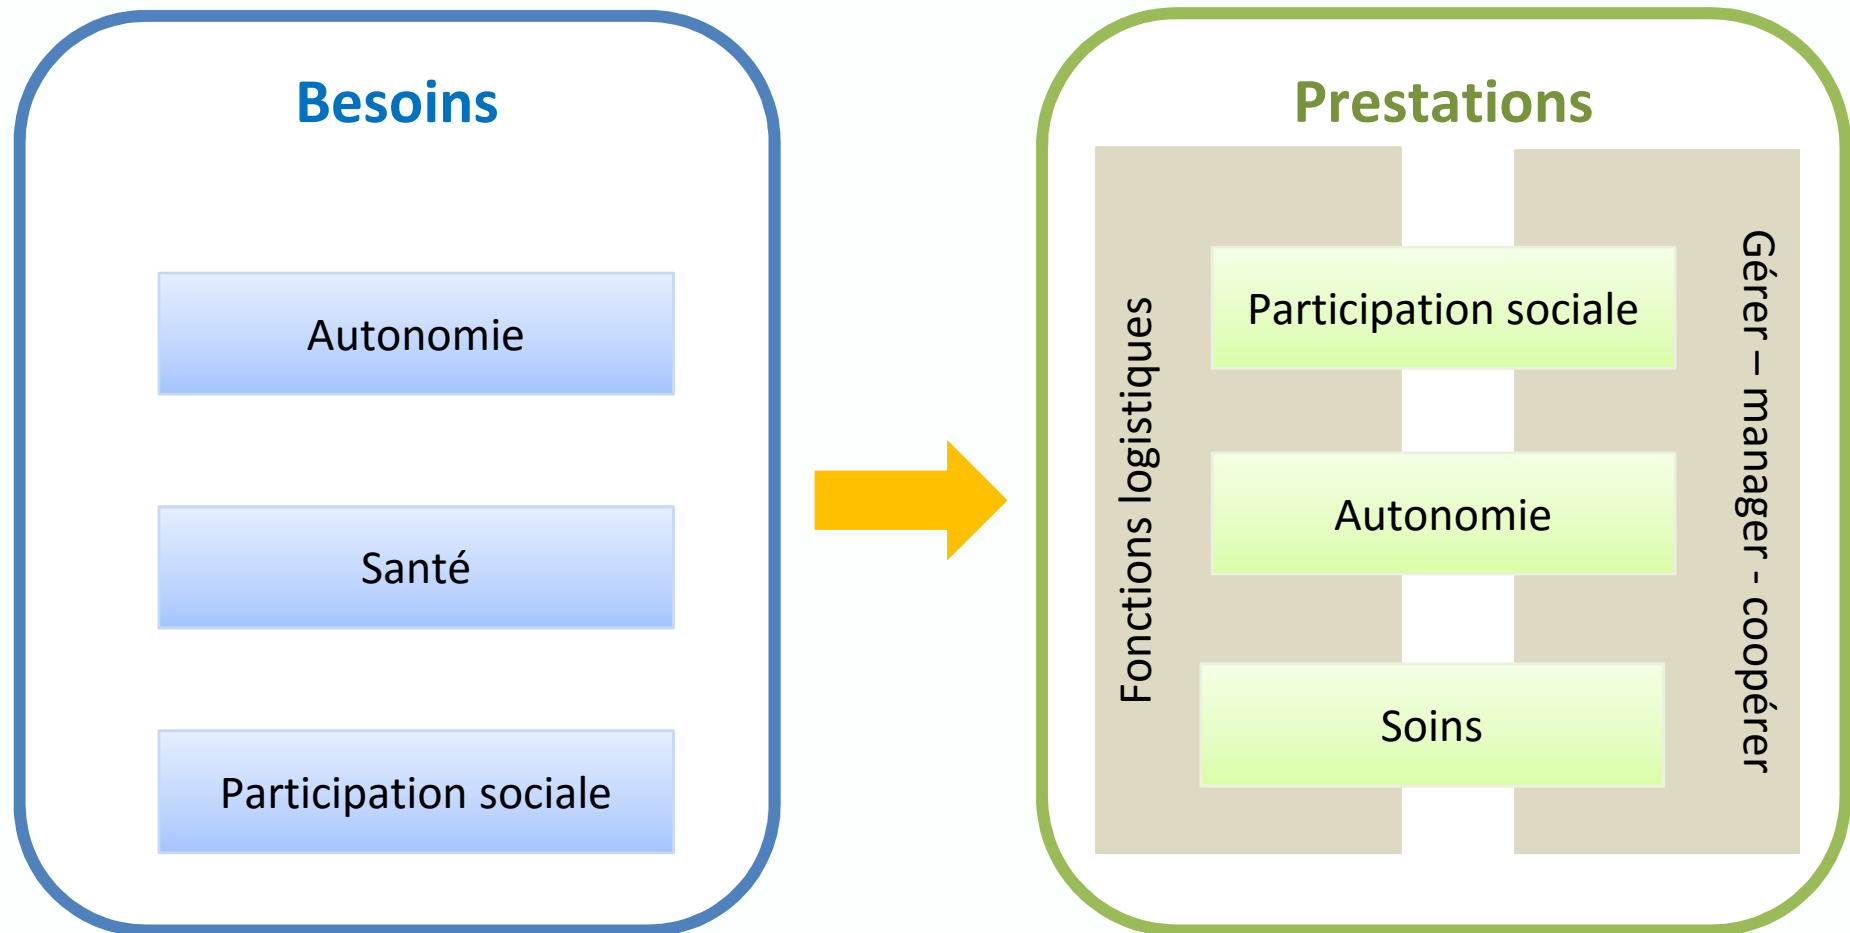 Besoins
Autonomie
Santé
Participation sociale
Prestations
Fonctions logistiques
Participation sociale
Autonomie
Soins
Gérer – manager - coopérer